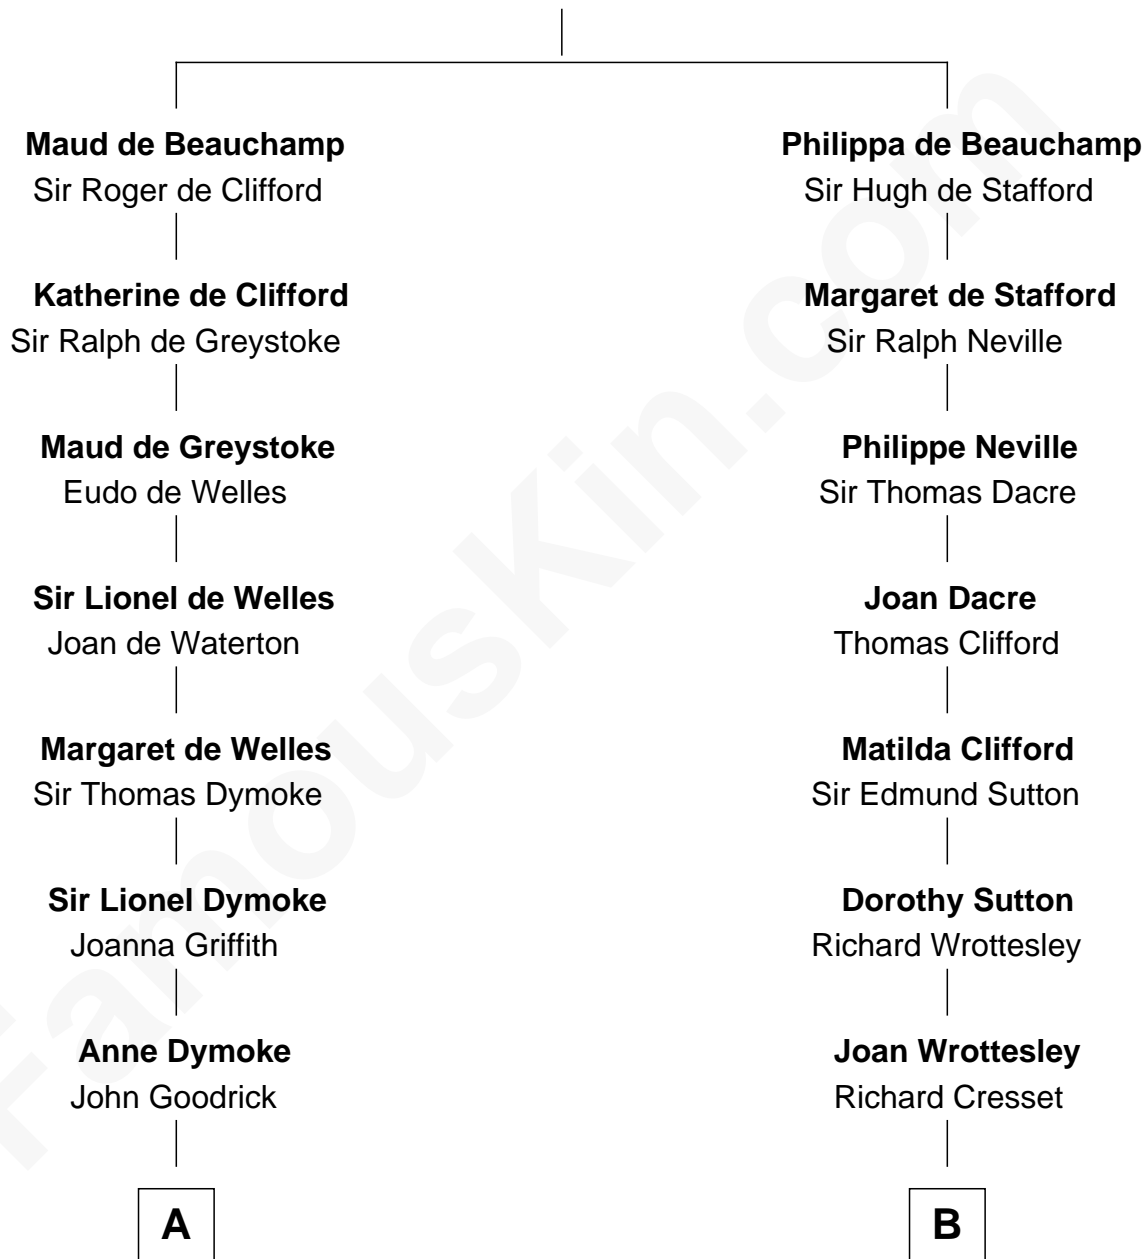 Maud de Beauchamp
Sir Roger de Clifford
Katherine de Clifford
Sir Ralph de Greystoke
Maud de Greystoke
Eudo de Welles
Sir Lionel de Welles
Joan de Waterton
Margaret de Welles
Sir Thomas Dymoke
Sir Lionel Dymoke
Joanna Griffith
Anne Dymoke
John Goodrick
A
Philippa de Beauchamp
Sir Hugh de Stafford
Margaret de Stafford
Sir Ralph Neville
Philippe Neville
Sir Thomas Dacre
Joan Dacre
Thomas Clifford
Matilda Clifford
Sir Edmund Sutton
Dorothy Sutton
Richard Wrottesley
Joan Wrottesley
Richard Cresset
B
FamousKin.com